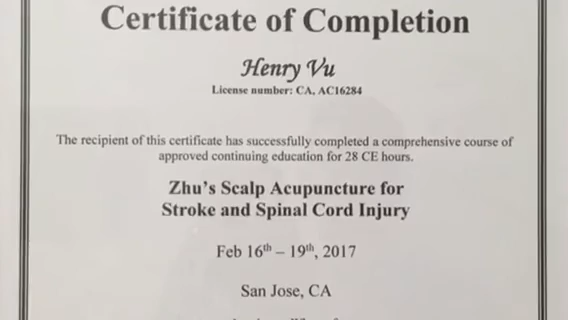 Certificate of Completion
Henry Vu
License number: CA, AC16284
The recipient of this certificate has successfully completed a comprehensive course of
approved continuing education for 28 CE hours.
Zhu's Scalp Acupuncture for
Stroke and Spinal Cord Injury
Feb 16th – 19th, 2017
San Jose, CA